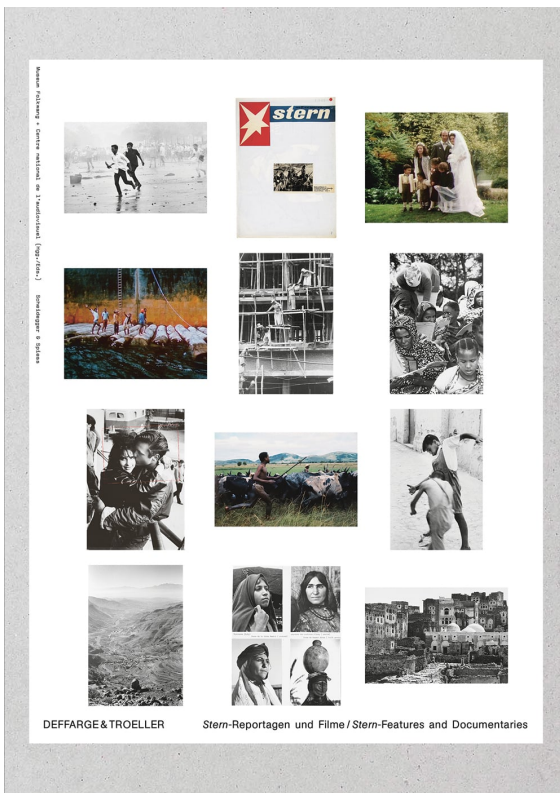 Museum Folkwang + Centre national de l'audiovisuel [Hgg./Eds.] Scheidegger & Spiess
stern
DEFFARGE & TROELLER
Stern-Reportagen und Filme / Stern-Features and Documentaries